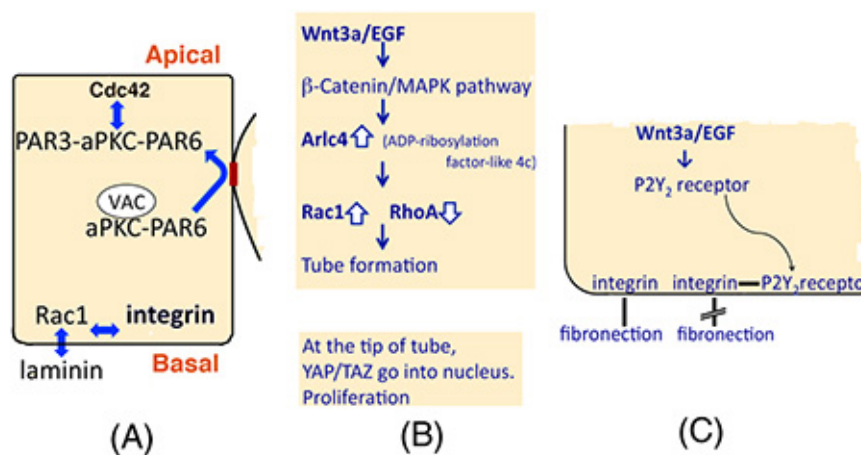 Apical
Cdc42
PAR3-aPKC-PAR6
VAC
aPKC-PAR6
Rac1 integrin
laminin
Basal
(A)
Wnt3a/EGF
β-Catenin/MAPK pathway
Arlc4 (ADP-ribosylation
factor-like 4c)
Rac1 RhoA
Tube formation
At the tip of tube,
YAP/TAZ go into nucleus.
Proliferation
(B)
Wnt3a/EGF
P2Y₂ receptor
integrin integrin P2Y₂receptor
fibronection fibronection
(C)